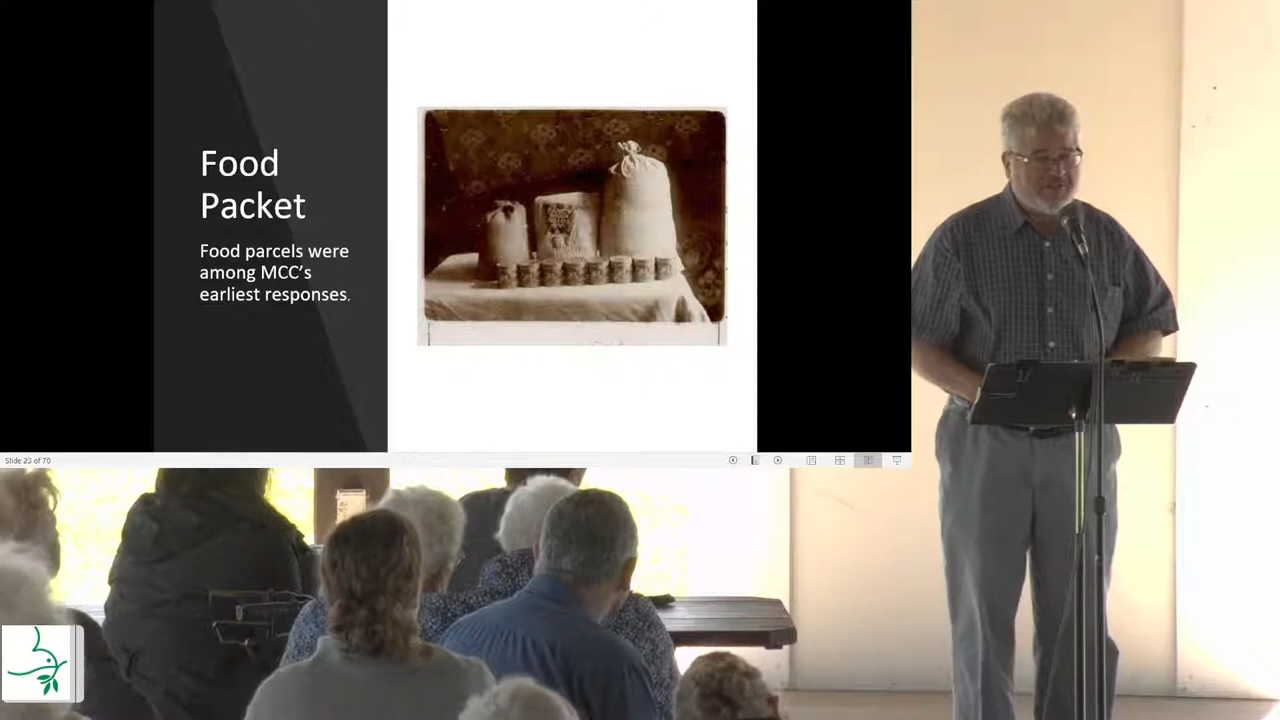 Food
Packet
Food parcels were
among MCC's
earliest responses.
Slide 23 of 70